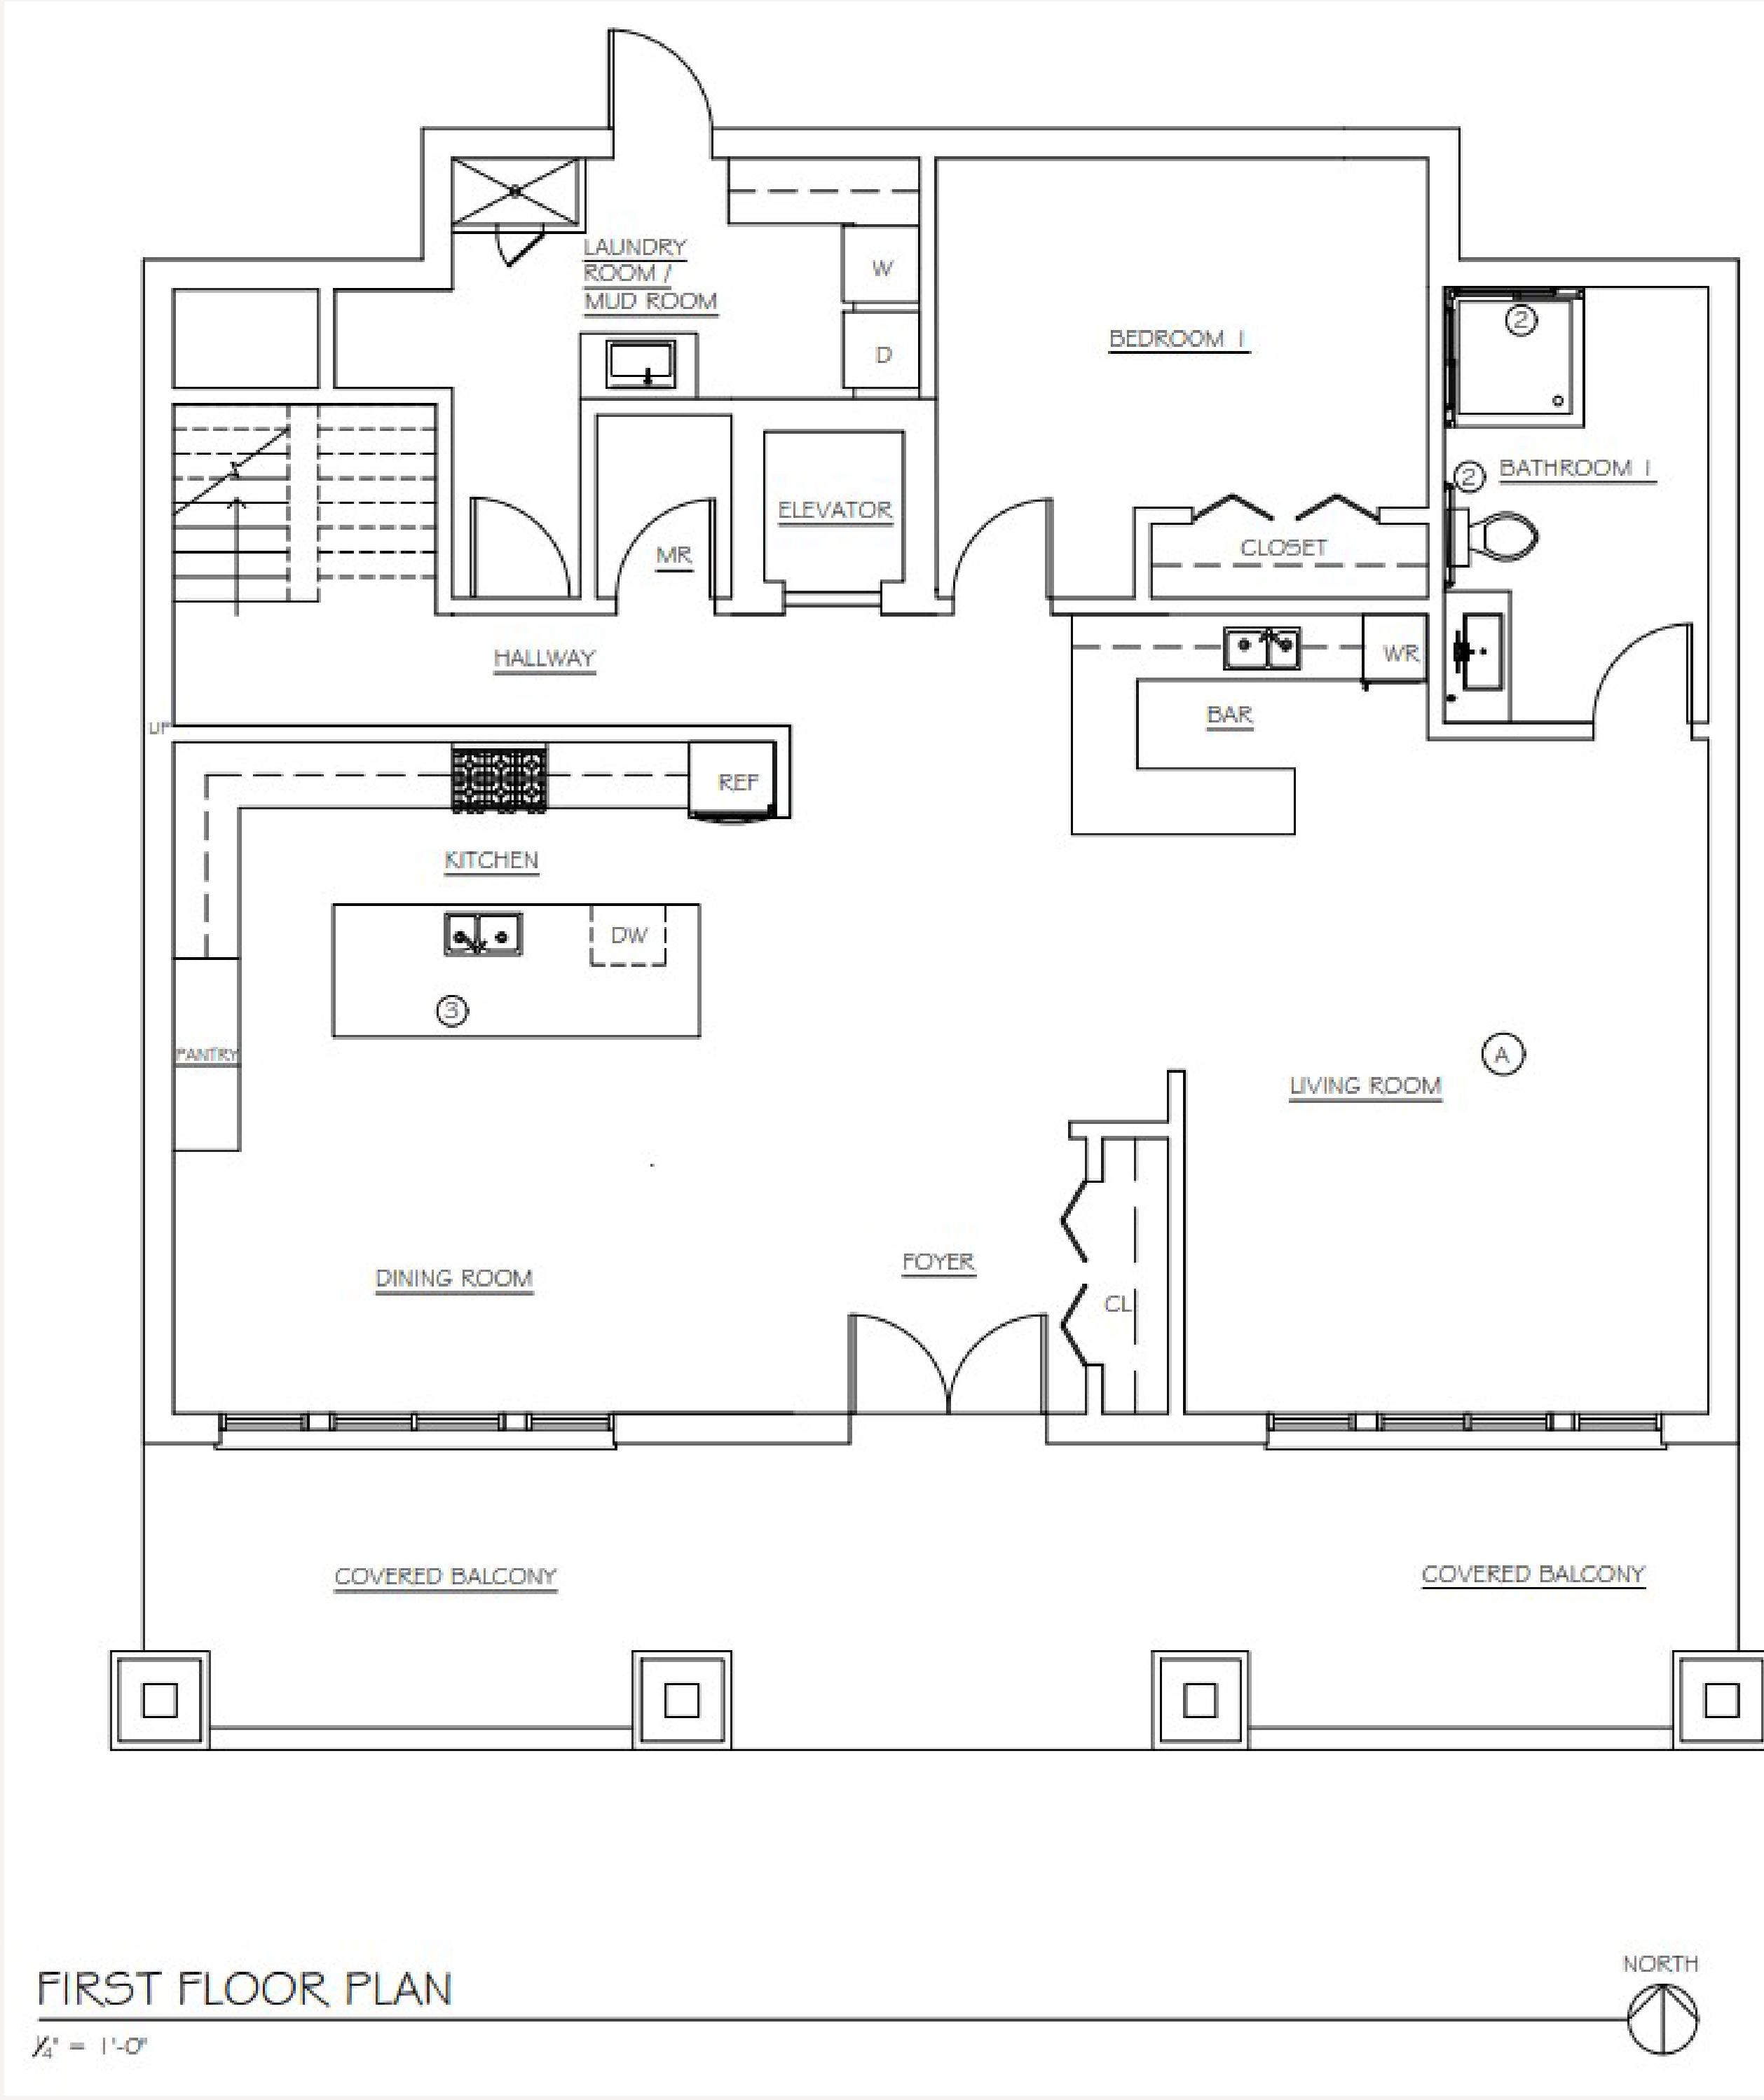 LAUNDRY
ROOM /
MUD ROOM
W
D
BEDROOM 1
2
2
BATHROOM 1
ELEVATOR
MR
CLOSET
HALLWAY
WR
BAR
UP
REF
KITCHEN
DW
3
PANTRY
A
LIVING ROOM
FOYER
DINING ROOM
CL
COVERED BALCONY
COVERED BALCONY
NORTH
FIRST FLOOR PLAN
1/4" = 1'-0"